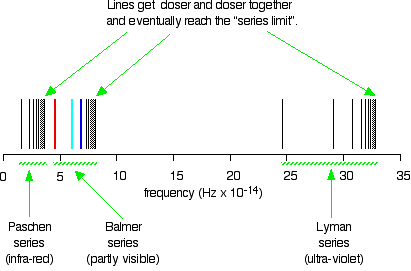 Lines get closer and closer together
and eventually reach the "series limit".
0 5 10 15 20 25 30 35
frequency (Hz x 10-14)
Paschen
series
(infra-red)
Balmer
series
(partly visible)
Lyman
series
(ultra-violet)